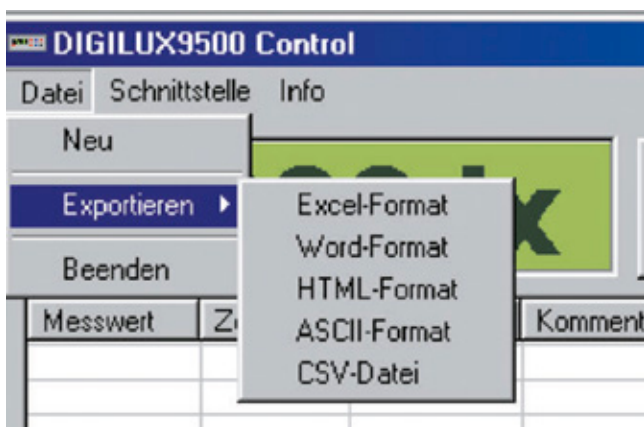 DIGILUX9500 Control
Datei Schnittstelle Info
Neu
Exportieren
Beenden
Excel-Format
Word-Format
HTML-Format
ASCII-Format
CSV-Datei
lx
Messwert